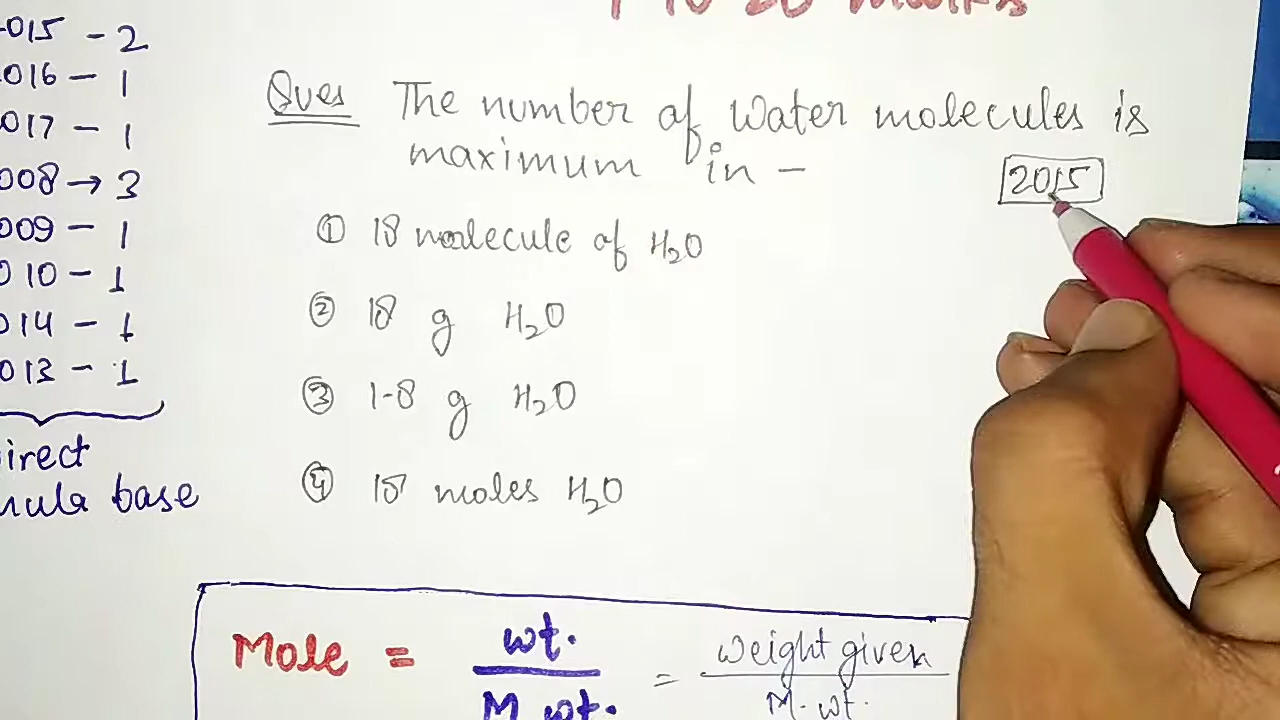 015 - 2
016 - 1
017 - 1
008 → 3
009 - 1
010 - 1
014 - 1
013 - 1
irect
mula base
Ques The number of water molecules is
maximum in -
2015
① 18 molecule of H₂O
② 18 g H₂O
③ 1-8 g H₂O
④ 18 moles H₂O
Mole = wt. / M wt. = weight given / M. wt.